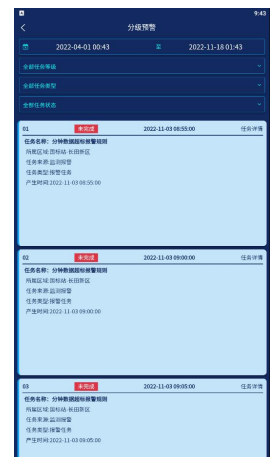 9:43
分级预警
2022-04-01 00:43 至 2022-11-18 01:43
全部任务等级
全部任务类型
全部任务状态
01 未完成 2022-11-03 08:55:00 任务详情
任务名称：分钟数据超标报警规则
所属区域:国标站-长田新区
任务来源:监测报警
任务类型:报警任务
产生时间:2022-11-03 08:55:00
02 未完成 2022-11-03 09:00:00 任务详情
任务名称：分钟数据超标报警规则
所属区域:国标站-长田新区
任务来源:监测报警
任务类型:报警任务
产生时间:2022-11-03 09:00:00
03 未完成 2022-11-03 09:05:00 任务详情
任务名称：分钟数据超标报警规则
所属区域:国标站-长田新区
任务来源:监测报警
任务类型:报警任务
产生时间:2022-11-03 09:05:00